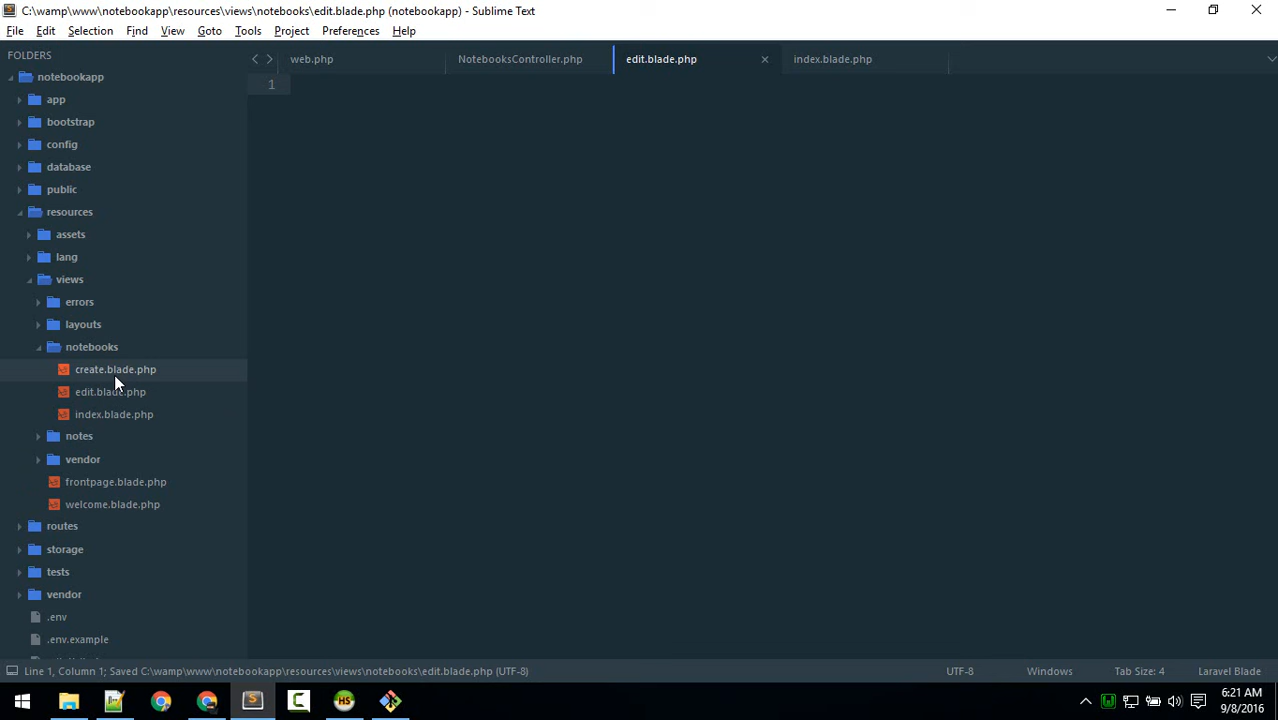 C:\wamp\www\notebookapp\resources\views\notebooks\edit.blade.php (notebookapp) - Sublime Text
File Edit Selection Find View Goto Tools Project Preferences Help
FOLDERS
web.php NotebooksController.php edit.blade.php × index.blade.php
notebookapp
1
app
bootstrap
config
database
public
resources
assets
lang
views
errors
layouts
notebooks
create.blade.php
edit.blade.php
index.blade.php
notes
vendor
frontpage.blade.php
welcome.blade.php
routes
storage
tests
vendor
.env
.env.example
Line 1, Column 1; Saved C:\wamp\www\notebookapp\resources\views\notebooks\edit.blade.php (UTF-8) UTF-8 Windows Tab Size: 4 Laravel Blade
6:21 AM
9/8/2016